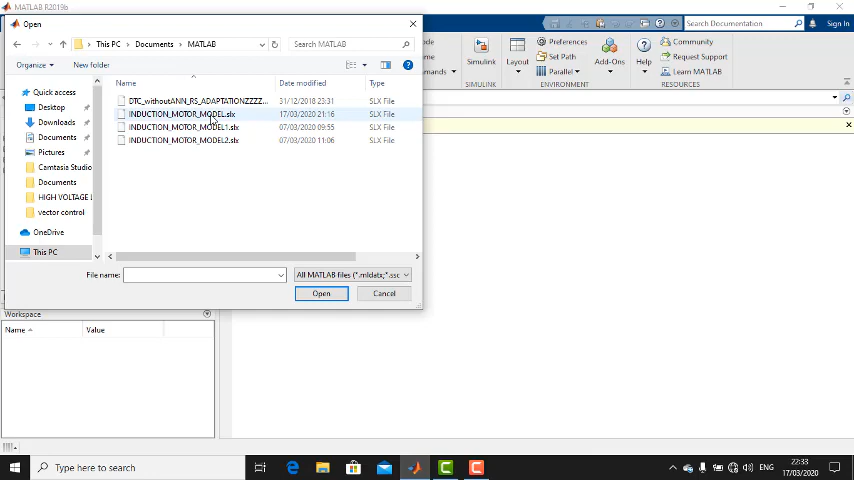 MATLAB R2019b
Open
This PC > Documents > MATLAB
Search MATLAB
Organize
New folder
Search Documentation
Sign In
Name
Date modified
Type
Quick access
Desktop
Downloads
Documents
Pictures
Camtasia Studio
Documents
HIGH VOLTAGE L
vector control
OneDrive
This PC
DTC_withoutANN_RS_ADAPTATIONZZZZ... 31/12/2018 23:31 SLX File
INDUCTION_MOTOR_MODEL.slx 17/03/2020 21:16 SLX File
INDUCTION_MOTOR_MODEL1.slx 07/03/2020 09:55 SLX File
INDUCTION_MOTOR_MODEL2.slx 07/03/2020 11:06 SLX File
File name:
All MATLAB files (*.mldatx;*.ssc
Open
Cancel
ode
mmands
Simulink
SIMULINK
Layout
Preferences
Set Path
Parallel
ENVIRONMENT
Add-Ons
Help
Community
Request Support
Learn MATLAB
RESOURCES
Workspace
Name
Value
Type here to search
ENG
22:33
17/03/2020